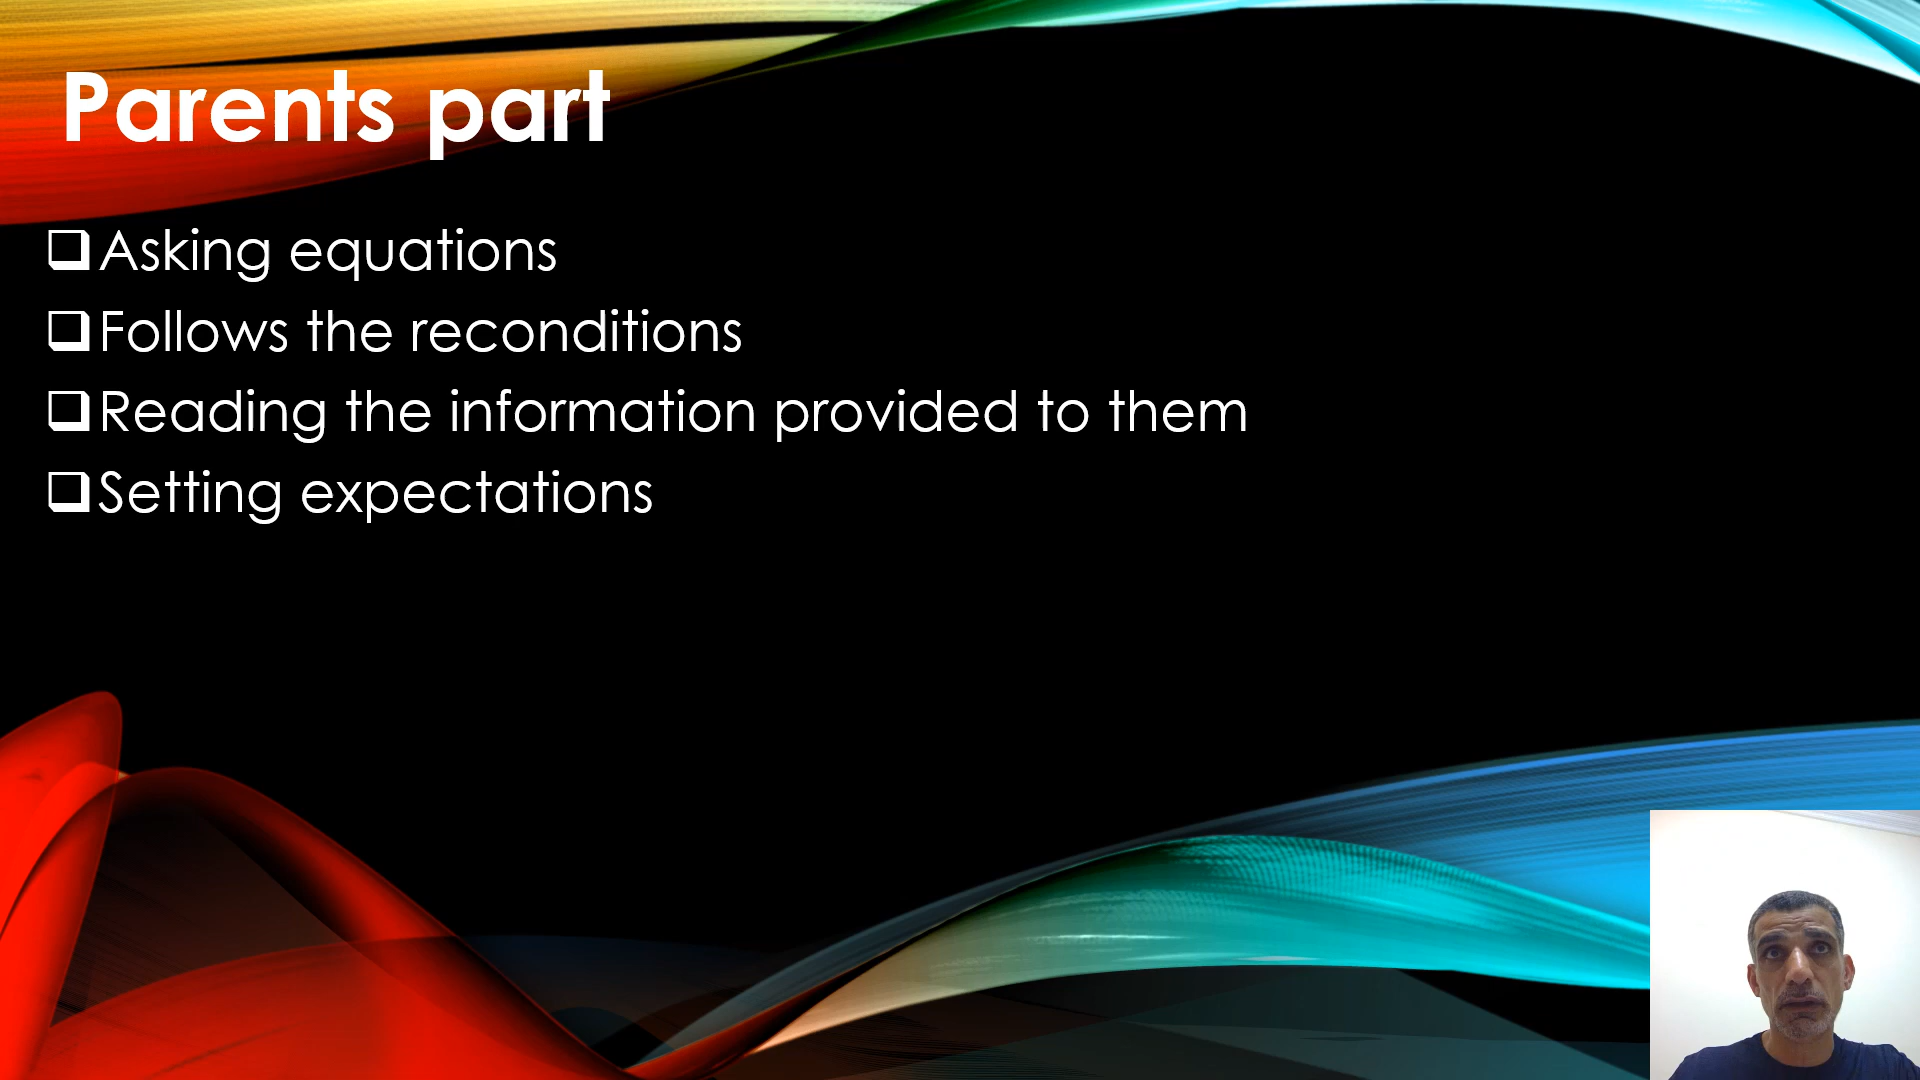 Parents part
Asking equations
Follows the reconditions
Reading the information provided to them
Setting expectations